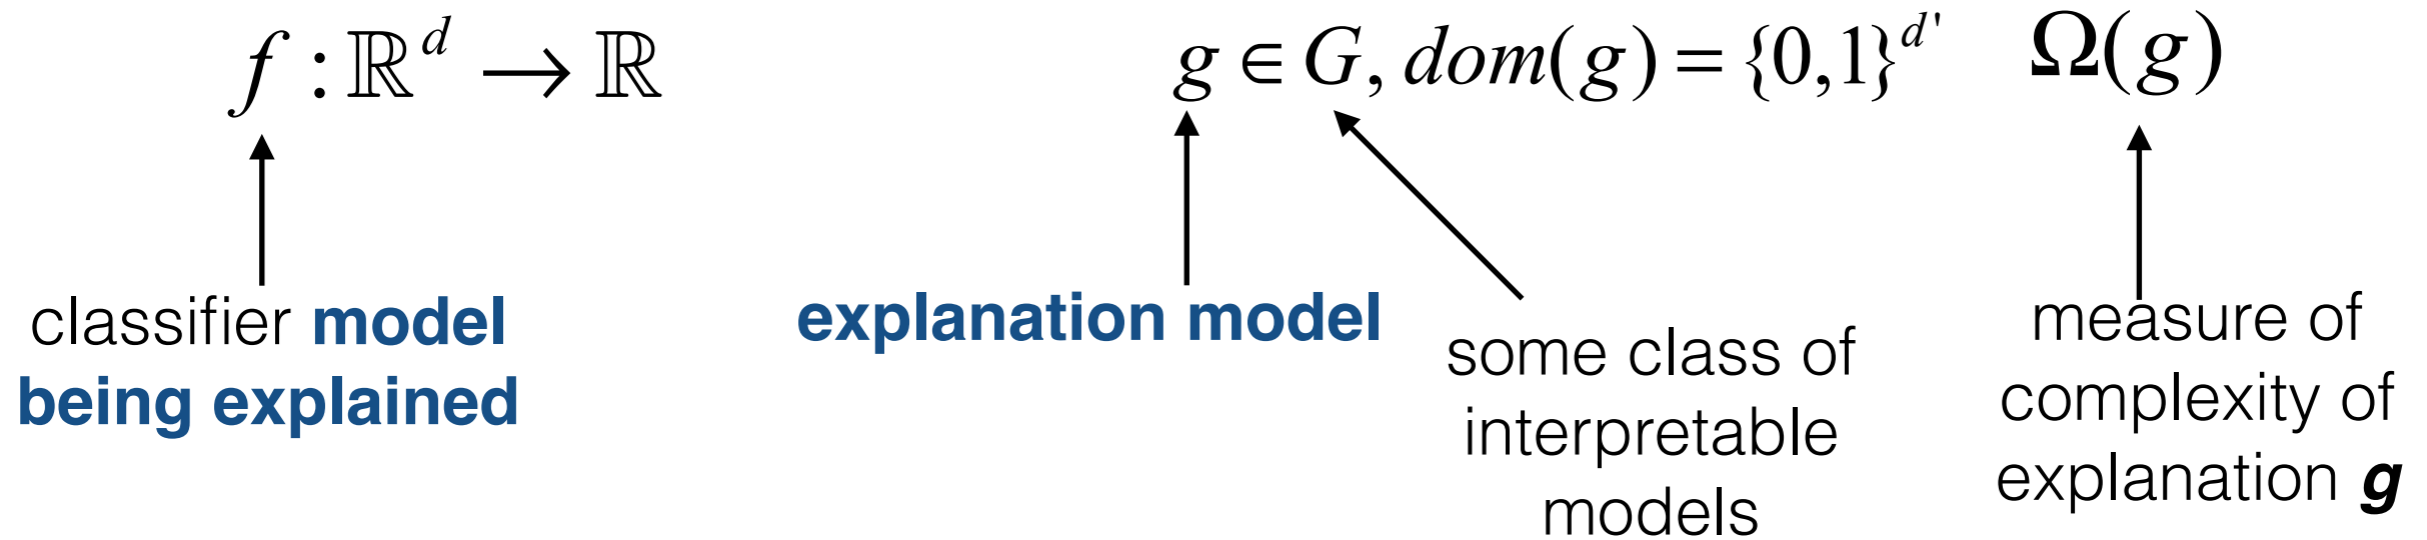 f : ℝ^d → ℝ
g ∈ G, dom(g) = {0,1}^d'
Ω(g)
classifier model
being explained
explanation model
some class of
interpretable
models
measure of
complexity of
explanation g